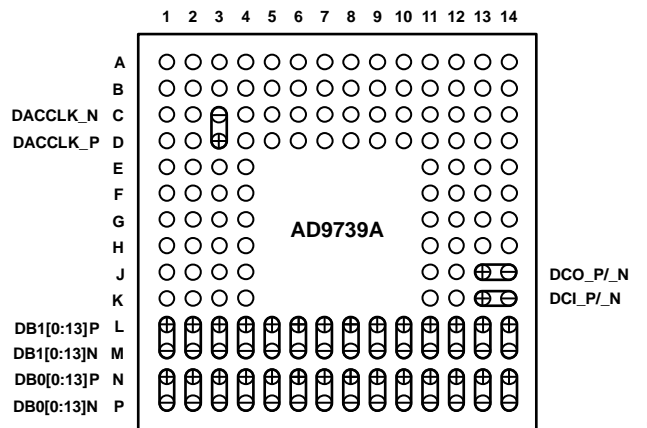 1 2 3 4 5 6 7 8 9 10 11 12 13 14
A
B
DACCLK_N C
DACCLK_P D
E
F
G
AD9739A
H
J DCO_P/_N
K DCI_P/_N
DB1[0:13]P L
DB1[0:13]N M
DB0[0:13]P N
DB0[0:13]N P